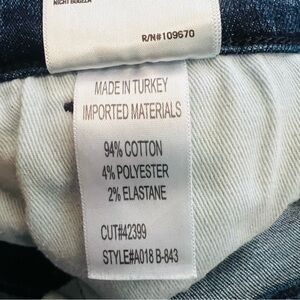 R/N#109670
MADE IN TURKEY
IMPORTED MATERIALS
94% COTTON
4% POLYESTER
2% ELASTANE
CUT#42399
STYLE#A018 B-843